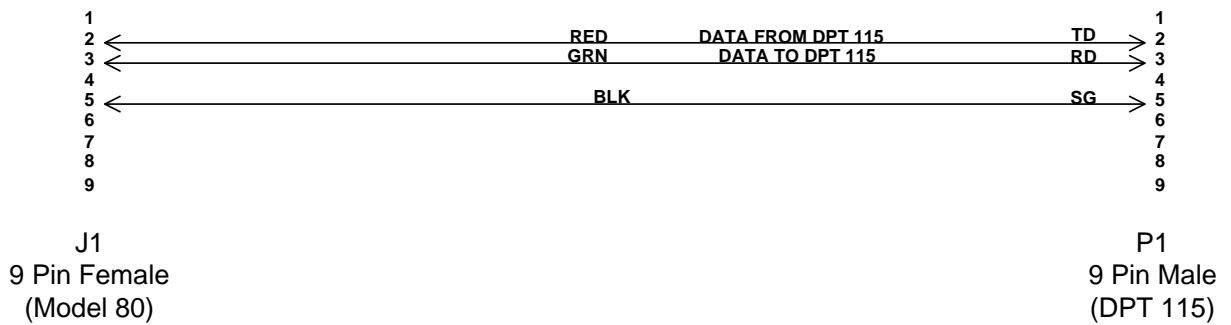 1 1
2 RED DATA FROM DPT 115 TD 2
3 GRN DATA TO DPT 115 RD 3
4 4
5 BLK SG 5
6 6
7 7
8 8
9 9
J1 P1
9 Pin Female 9 Pin Male
(Model 80) (DPT 115)